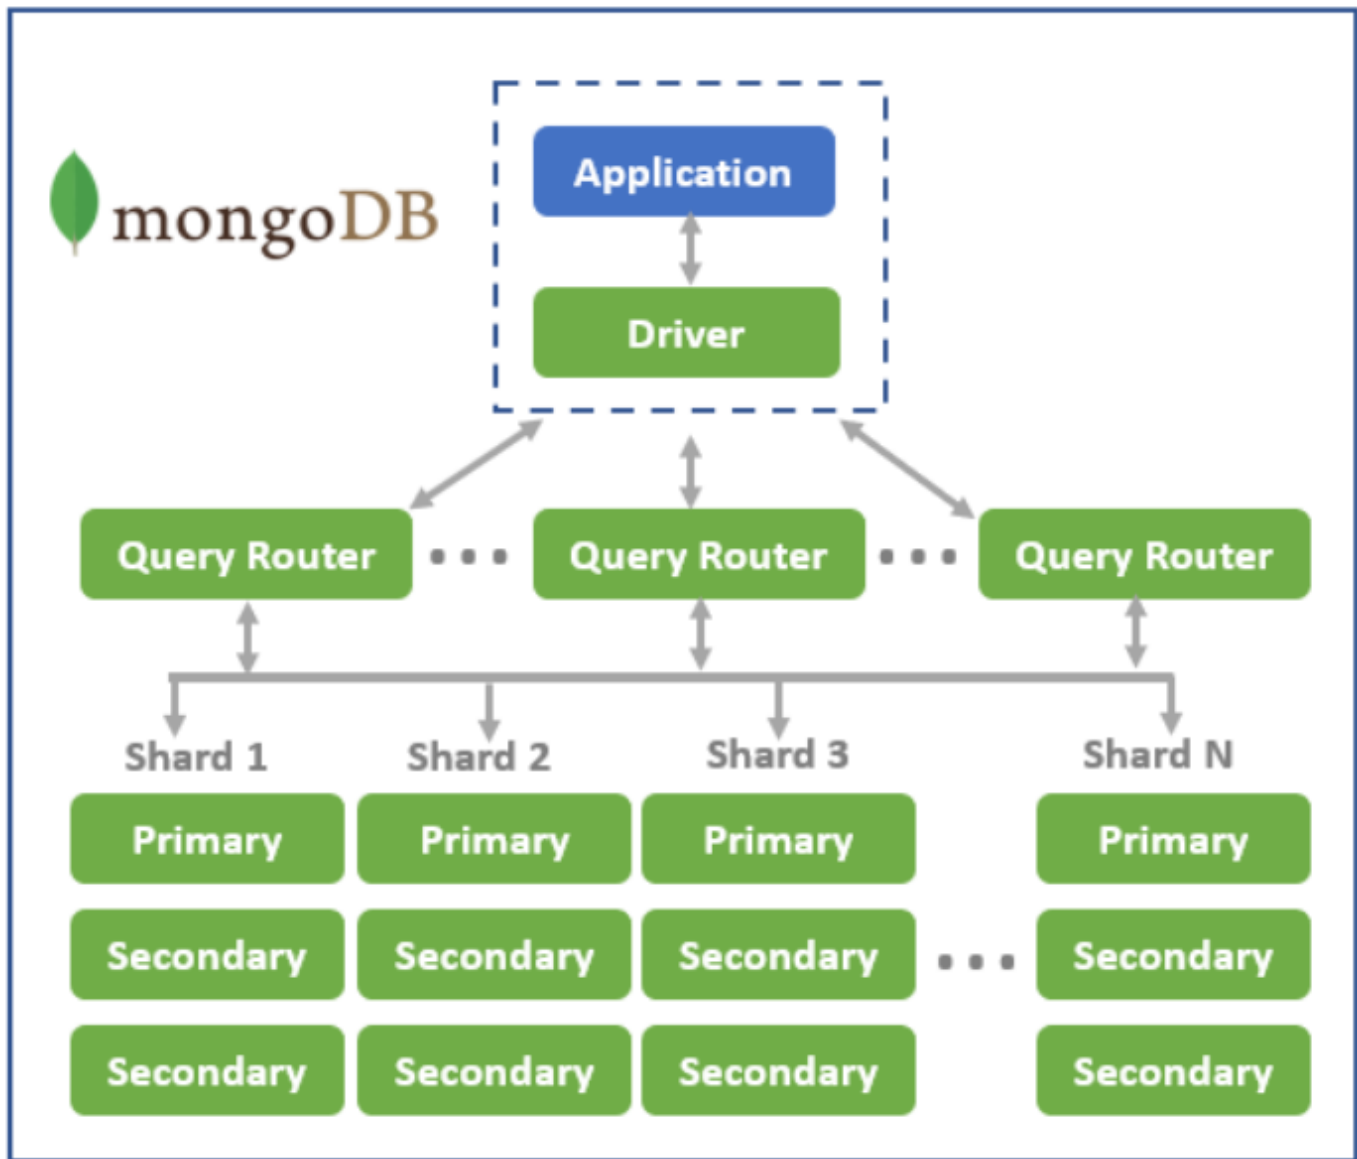 mongoDB
Application
Driver
Query Router ... Query Router ... Query Router
Shard 1 Shard 2 Shard 3 Shard N
Primary Primary Primary Primary
Secondary Secondary Secondary ... Secondary
Secondary Secondary Secondary Secondary